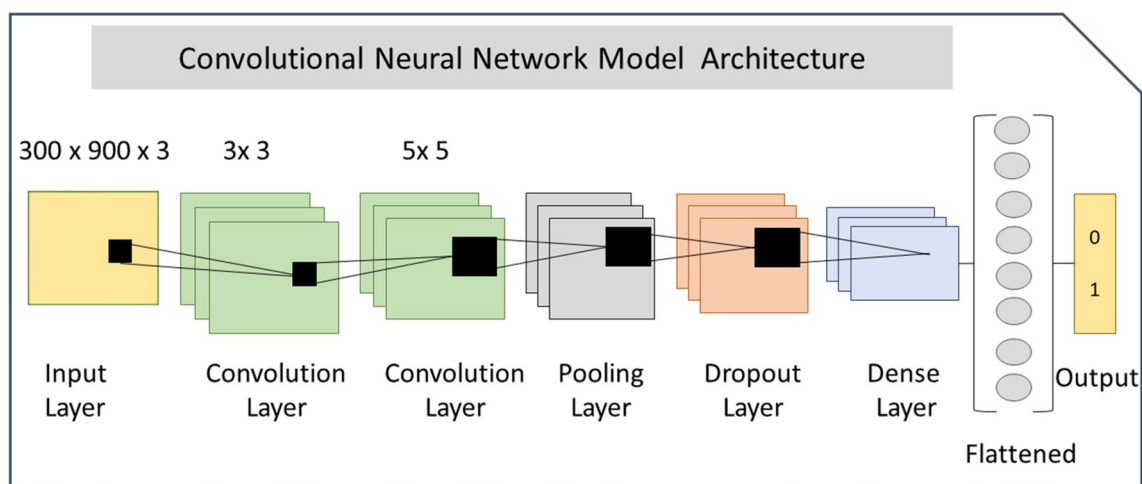 Convolutional Neural Network Model Architecture
300 x 900 x 3
3x 3
5x 5
Input
Layer
Convolution
Layer
Convolution
Layer
Pooling
Layer
Dropout
Layer
Dense
Layer
Flattened
0
1
Output